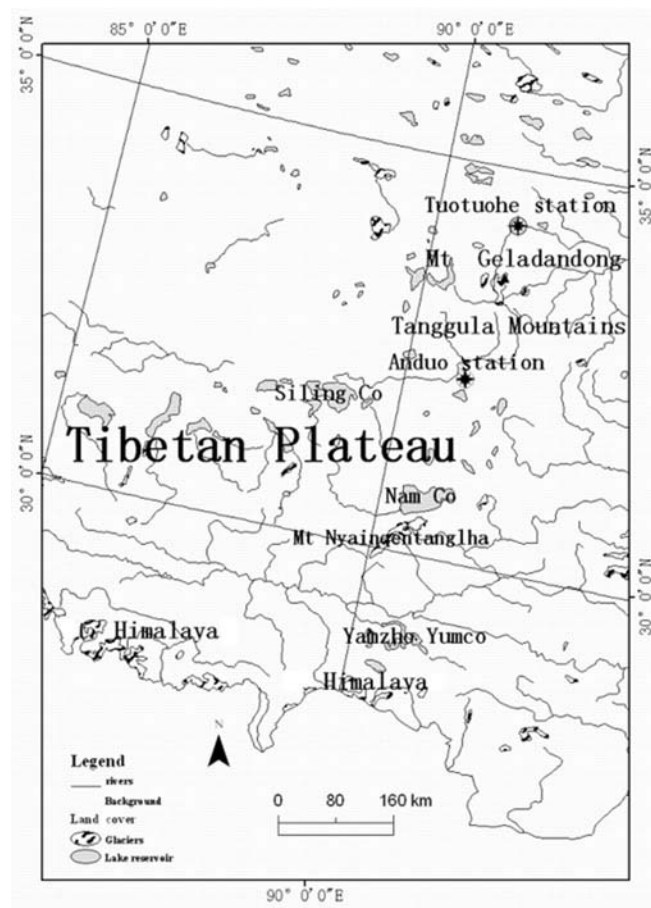 85° 0′0″E
90° 0′0″E
35° 0′0″N
35° 0′0″N
Tuotuohe station
Mt Geladandong
Tanggula Mountains
Anduo station
Siling Co
Tibetan Plateau
30° 0′0″N
Nam Co
Mt Nyainqentanglha
30° 0′0″N
Himalaya
Yamzho Yumco
Himalaya
N
Legend
rivers
Background
Land cover
Glaciers
Lake reservoir
0 80 160 km
90° 0′0″E